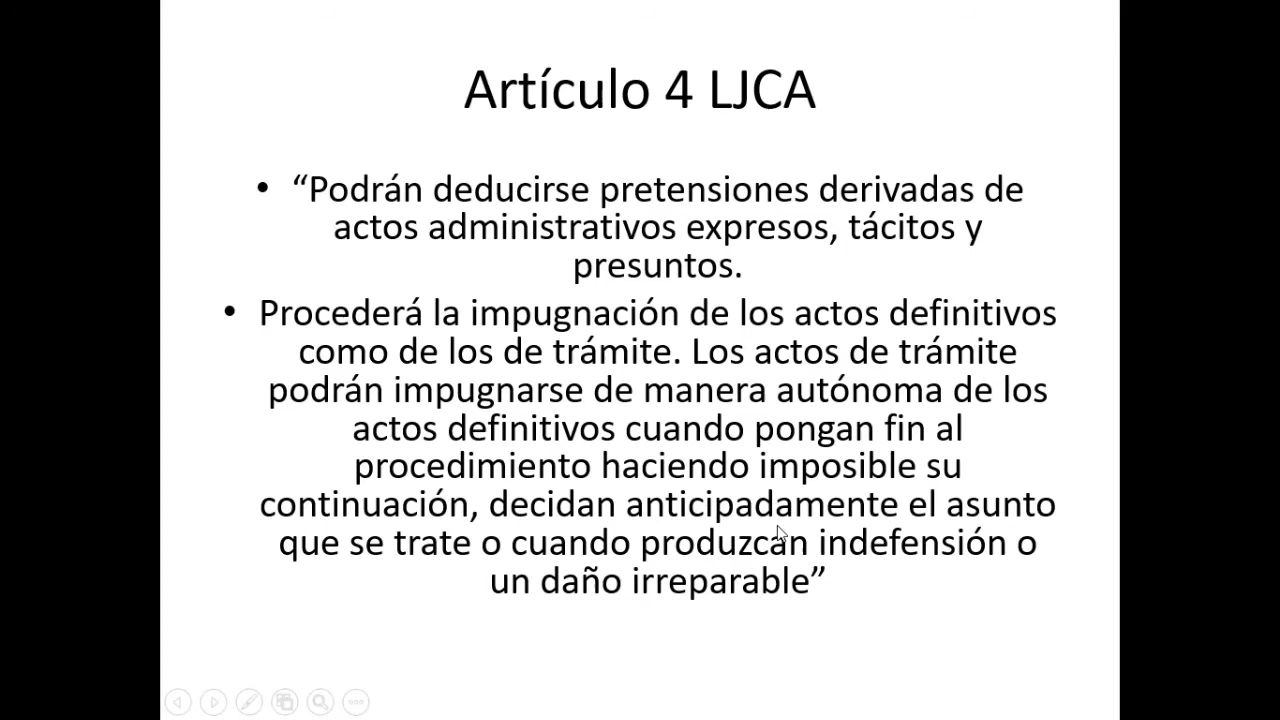 Artículo 4 LJCA
• “Podrán deducirse pretensiones derivadas de
actos administrativos expresos, tácitos y
presuntos.
• Procederá la impugnación de los actos definitivos
como de los de trámite. Los actos de trámite
podrán impugnarse de manera autónoma de los
actos definitivos cuando pongan fin al
procedimiento haciendo imposible su
continuación, decidan anticipadamente el asunto
que se trate o cuando produzcan indefensión o
un daño irreparable”